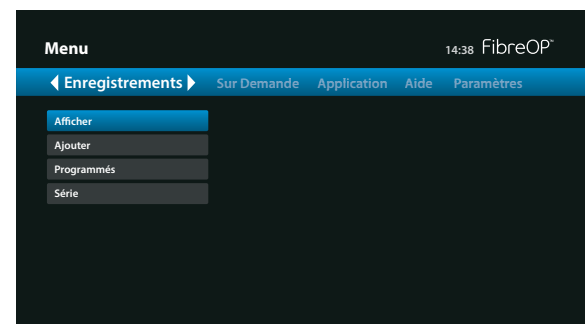 Menu
14:38 FibreOP™
Enregistrements Sur Demande Application Aide Paramètres
Afficher
Ajouter
Programmés
Série